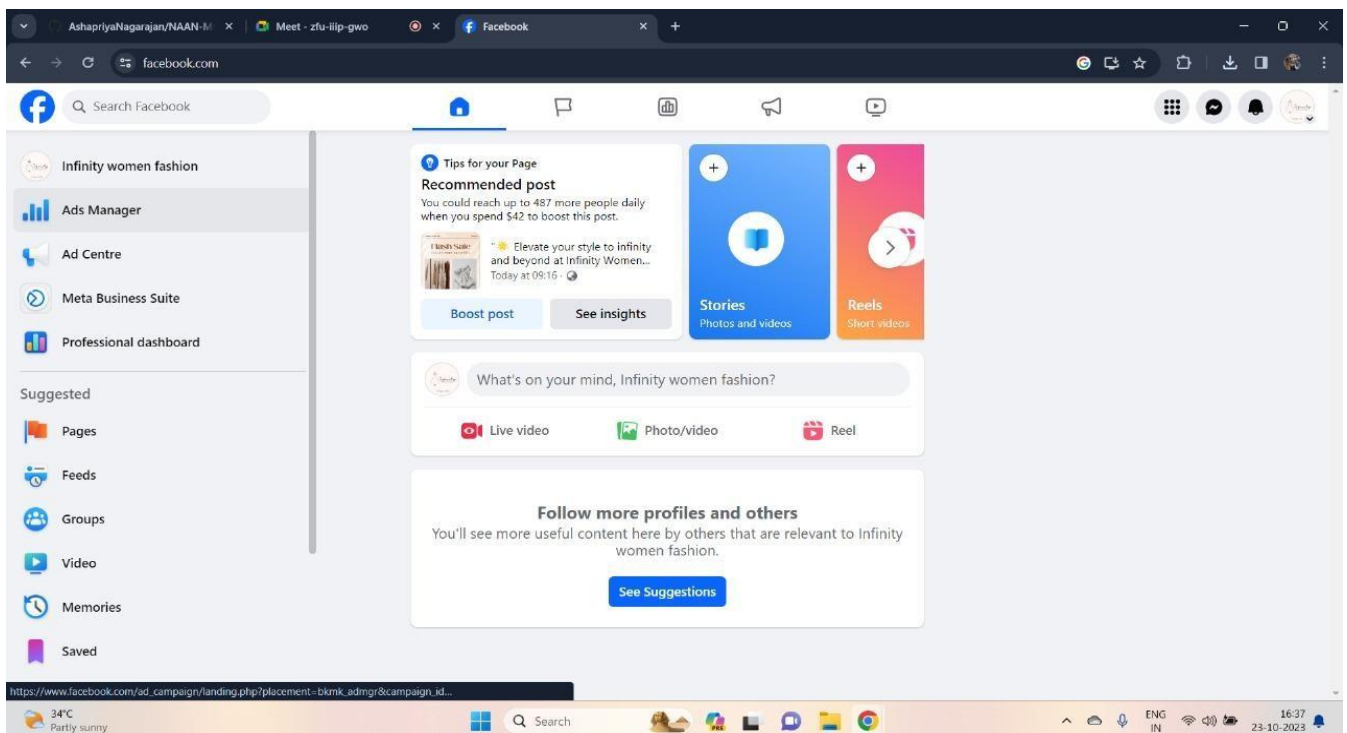 AshapriyaNagarajan/NAAN-M
Meet - zfu-iiip-gwo
Facebook
facebook.com
Search Facebook
Infinity women fashion
Ads Manager
Ad Centre
Meta Business Suite
Professional dashboard
Suggested
Pages
Feeds
Groups
Video
Memories
Saved
Tips for your Page
Recommended post
You could reach up to 487 more people daily
when you spend $42 to boost this post.
Flash Sale
"☀️ Elevate your style to infinity
and beyond at Infinity Women...
Today at 09:16 ·
Boost post
See insights
Stories
Photos and videos
Reels
Short videos
What's on your mind, Infinity women fashion?
Live video
Photo/video
Reel
Follow more profiles and others
You'll see more useful content here by others that are relevant to Infinity
women fashion.
See Suggestions
https://www.facebook.com/ad_campaign/landing.php?placement=bkmk_admgr&campaign_id...
34°C
Partly sunny
Search
ENG
IN
16:37
23-10-2023